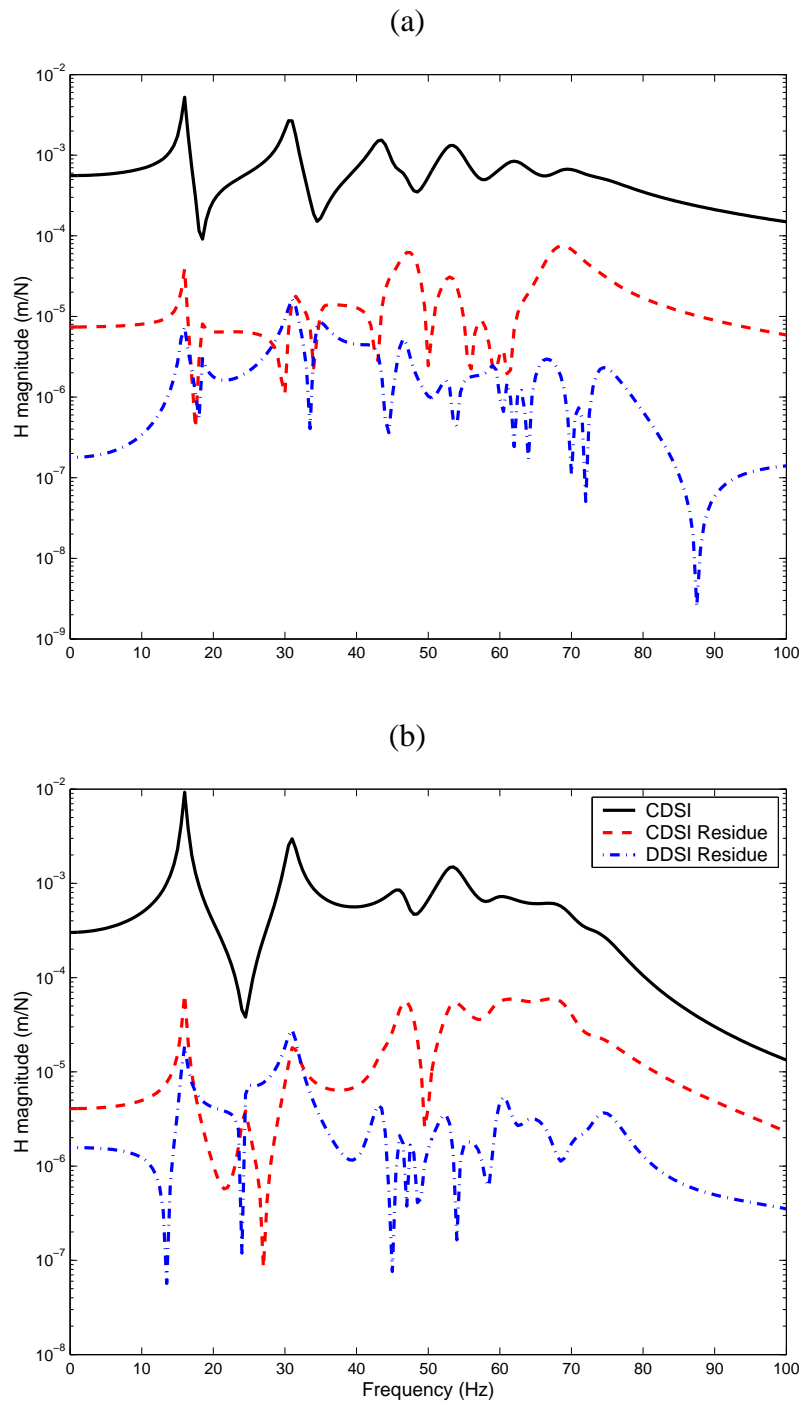 (a)
10⁻²
10⁻³
10⁻⁴
10⁻⁵
10⁻⁶
10⁻⁷
10⁻⁸
10⁻⁹
H magnitude (m/N)
0 10 20 30 40 50 60 70 80 90 100
(b)
10⁻²
10⁻³
10⁻⁴
10⁻⁵
10⁻⁶
10⁻⁷
10⁻⁸
H magnitude (m/N)
CDSI
CDSI Residue
DDSI Residue
0 10 20 30 40 50 60 70 80 90 100
Frequency (Hz)